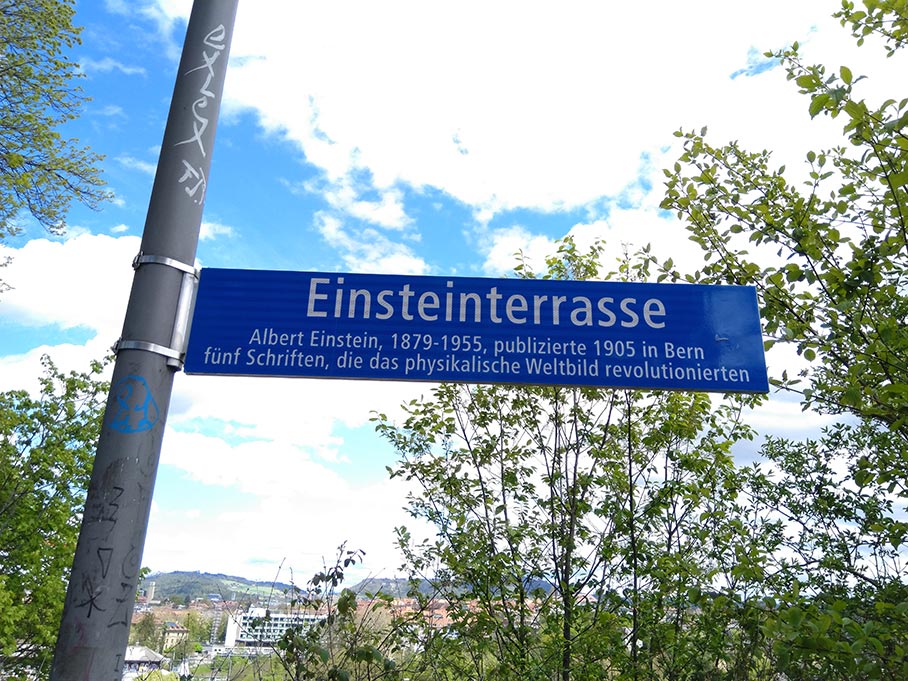 Einsteinterrasse
Albert Einstein, 1879-1955, publizierte 1905 in Bern
fünf Schriften, die das physikalische Weltbild revolutionierten